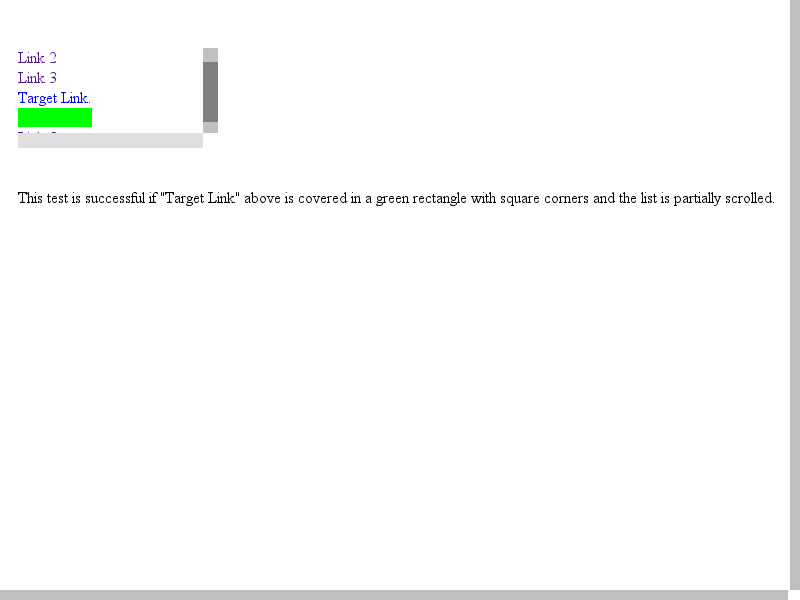 Link 2
Link 3
Target Link.
This test is successful if "Target Link" above is covered in a green rectangle with square corners and the list is partially scrolled.